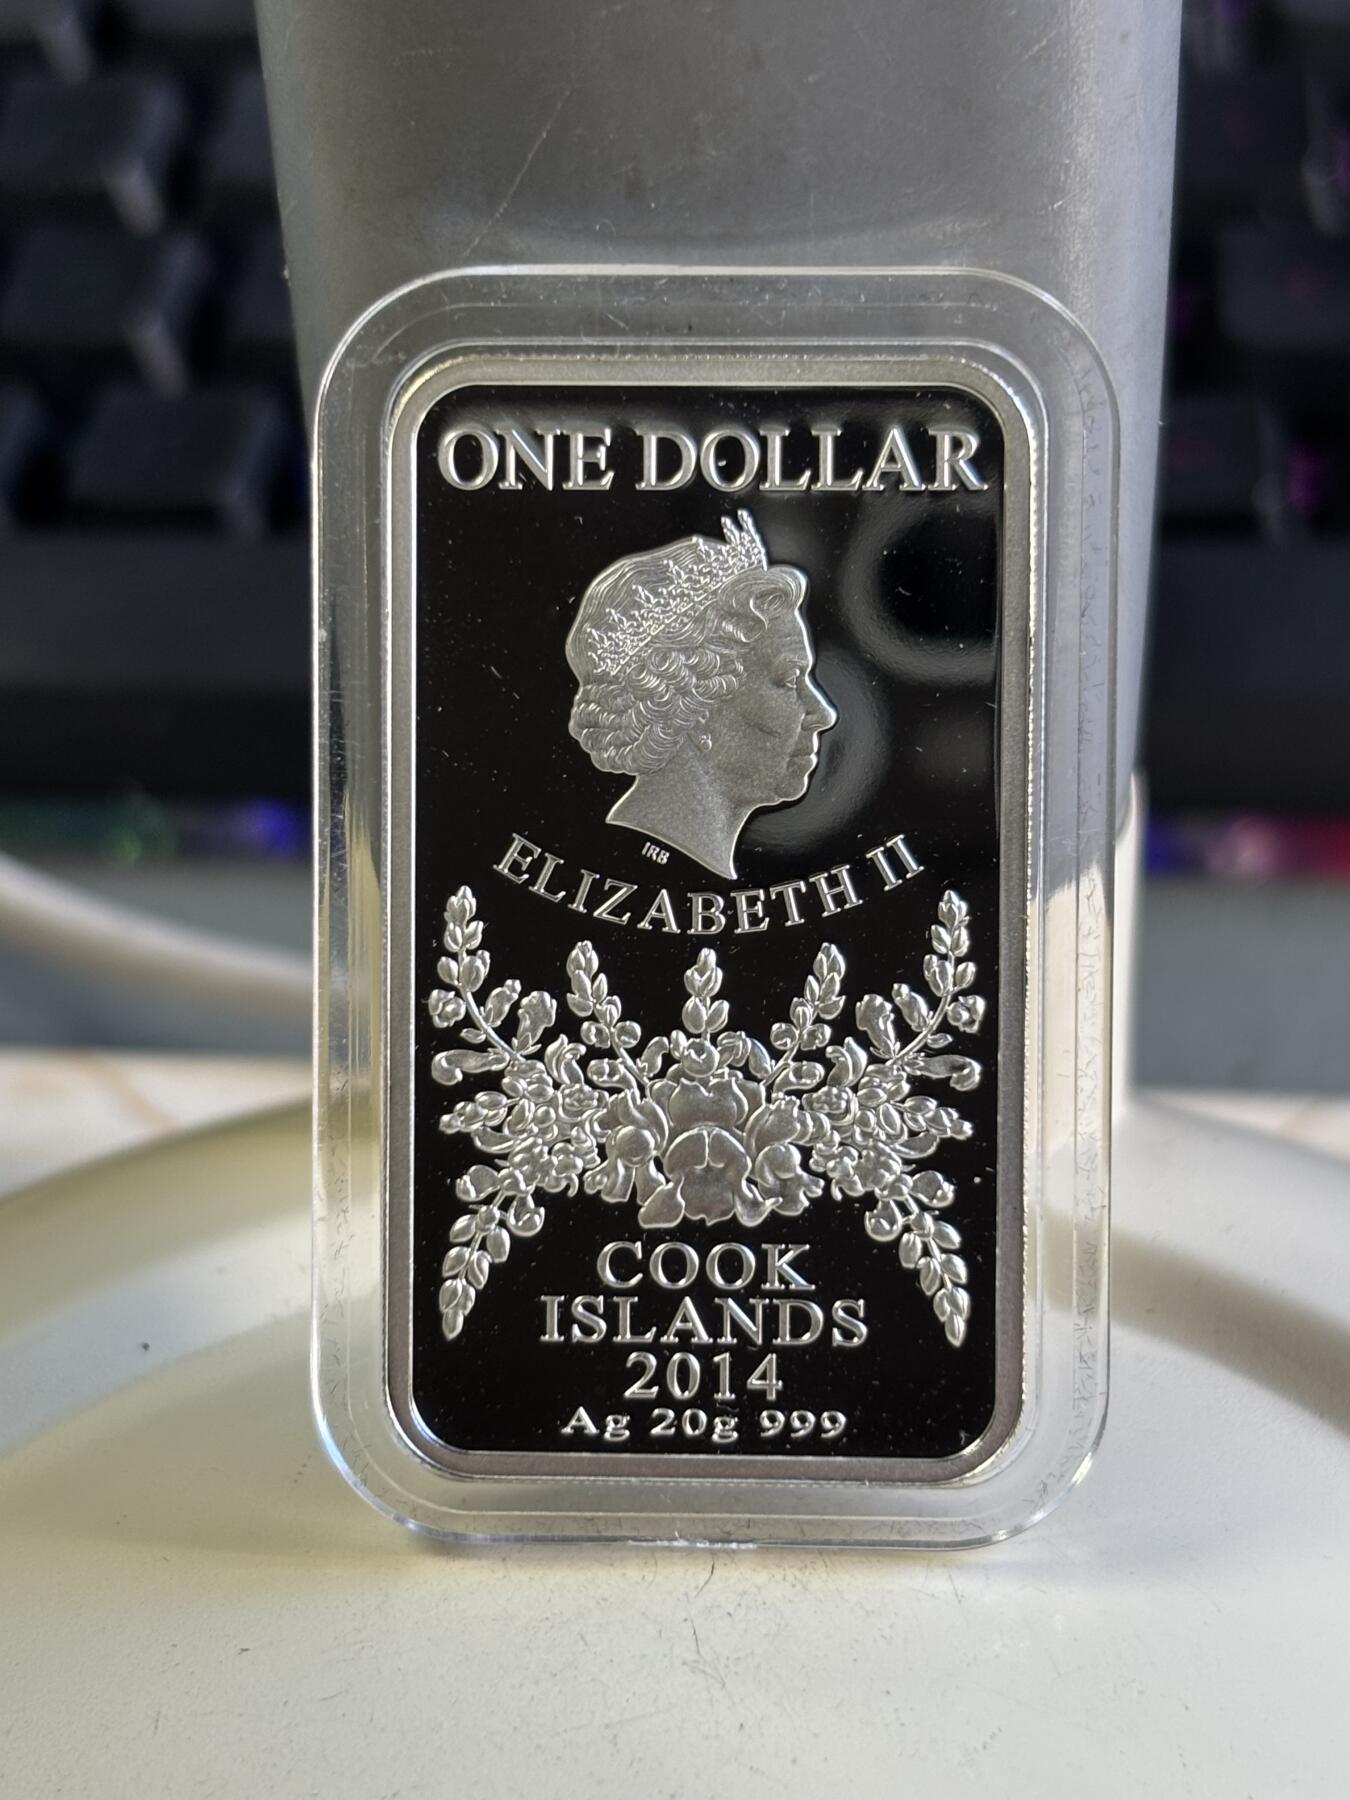 ONE DOLLAR
IRB
ELIZABETH II
COOK
ISLANDS
2014
Ag 20g 999